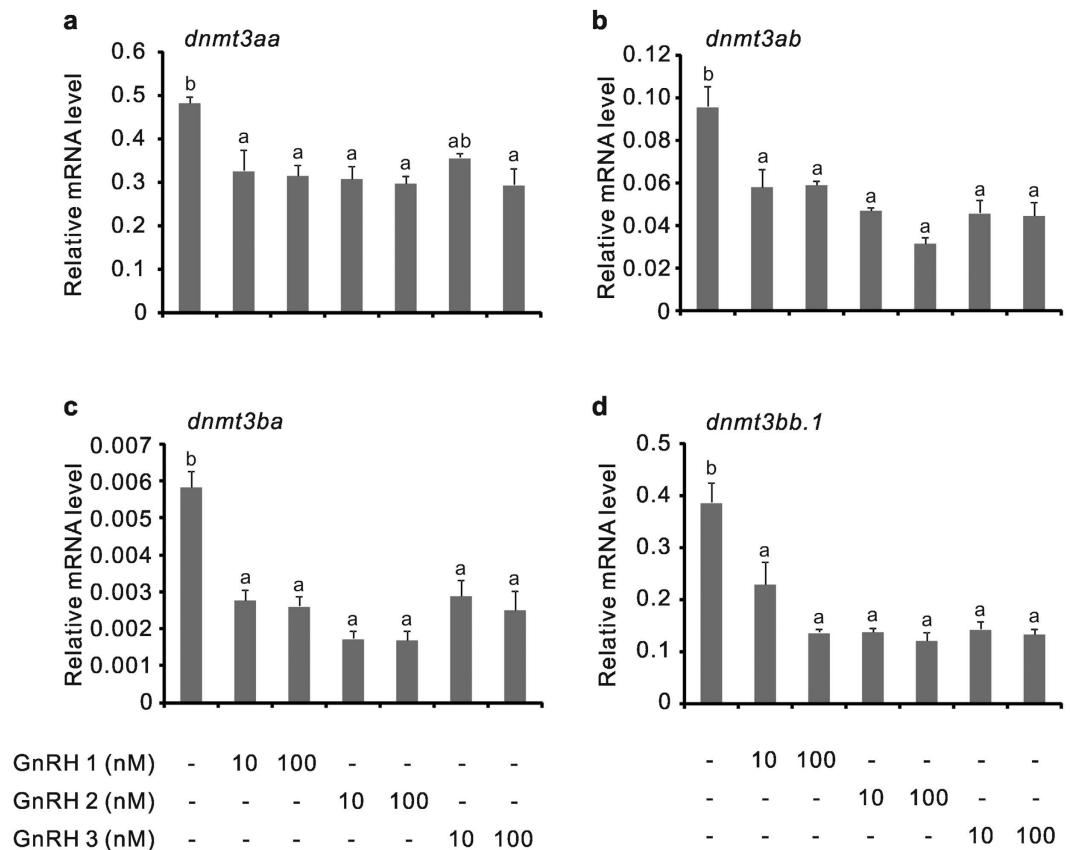 a
dnmt3aa
Relative mRNA level
0.6
0.5
0.4
0.3
0.2
0.1
0
b
a
a
a
a
ab
a
b
dnmt3ab
Relative mRNA level
0.12
0.10
0.08
0.06
0.04
0.02
0.00
b
a
a
a
a
a
a
c
dnmt3ba
Relative mRNA level
0.007
0.006
0.005
0.004
0.003
0.002
0.001
0
b
a
a
a
a
a
a
d
dnmt3bb.1
Relative mRNA level
0.5
0.4
0.3
0.2
0.1
0
b
a
a
a
a
a
a
GnRH 1 (nM) - 10 100 - - - -
GnRH 2 (nM) - - - 10 100 - -
GnRH 3 (nM) - - - - - 10 100
- 10 100 - - - -
- - - 10 100 - -
- - - - - 10 100